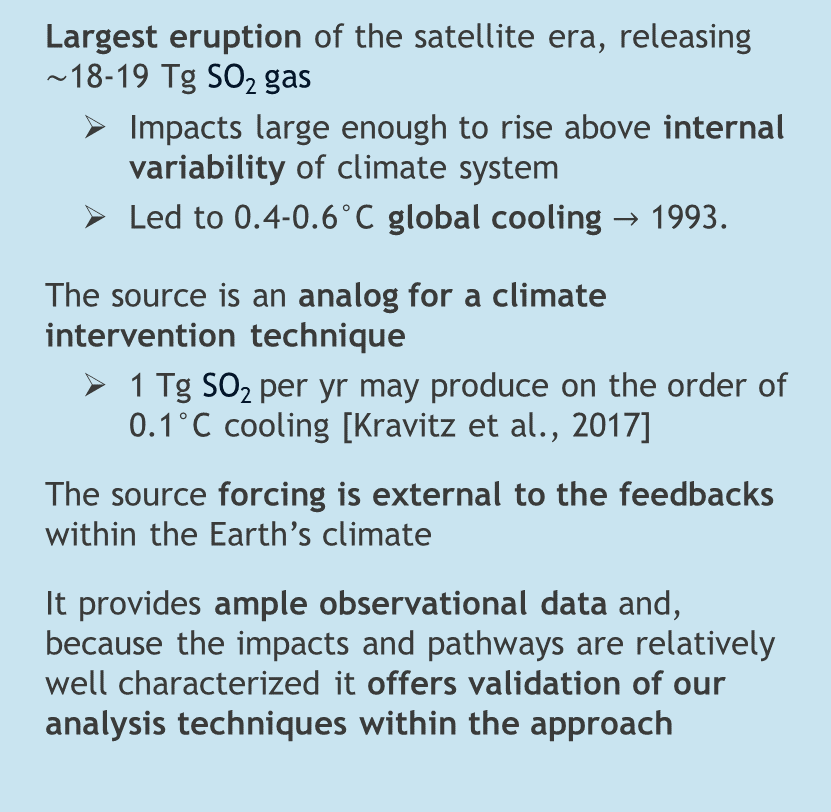 Largest eruption of the satellite era, releasing
~18-19 Tg SO₂ gas
➢ Impacts large enough to rise above internal
variability of climate system
➢ Led to 0.4-0.6°C global cooling → 1993.
The source is an analog for a climate
intervention technique
➢ 1 Tg SO₂ per yr may produce on the order of
0.1°C cooling [Kravitz et al., 2017]
The source forcing is external to the feedbacks
within the Earth’s climate
It provides ample observational data and,
because the impacts and pathways are relatively
well characterized it offers validation of our
analysis techniques within the approach